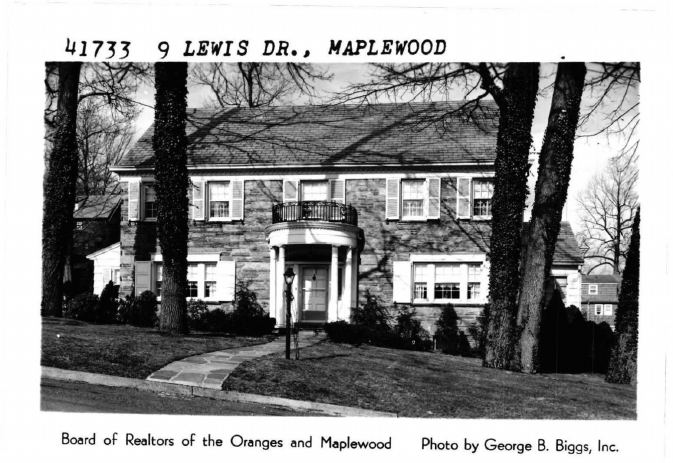 41733 9 LEWIS DR., MAPLEWOOD
Board of Realtors of the Oranges and Maplewood Photo by George B. Biggs, Inc.